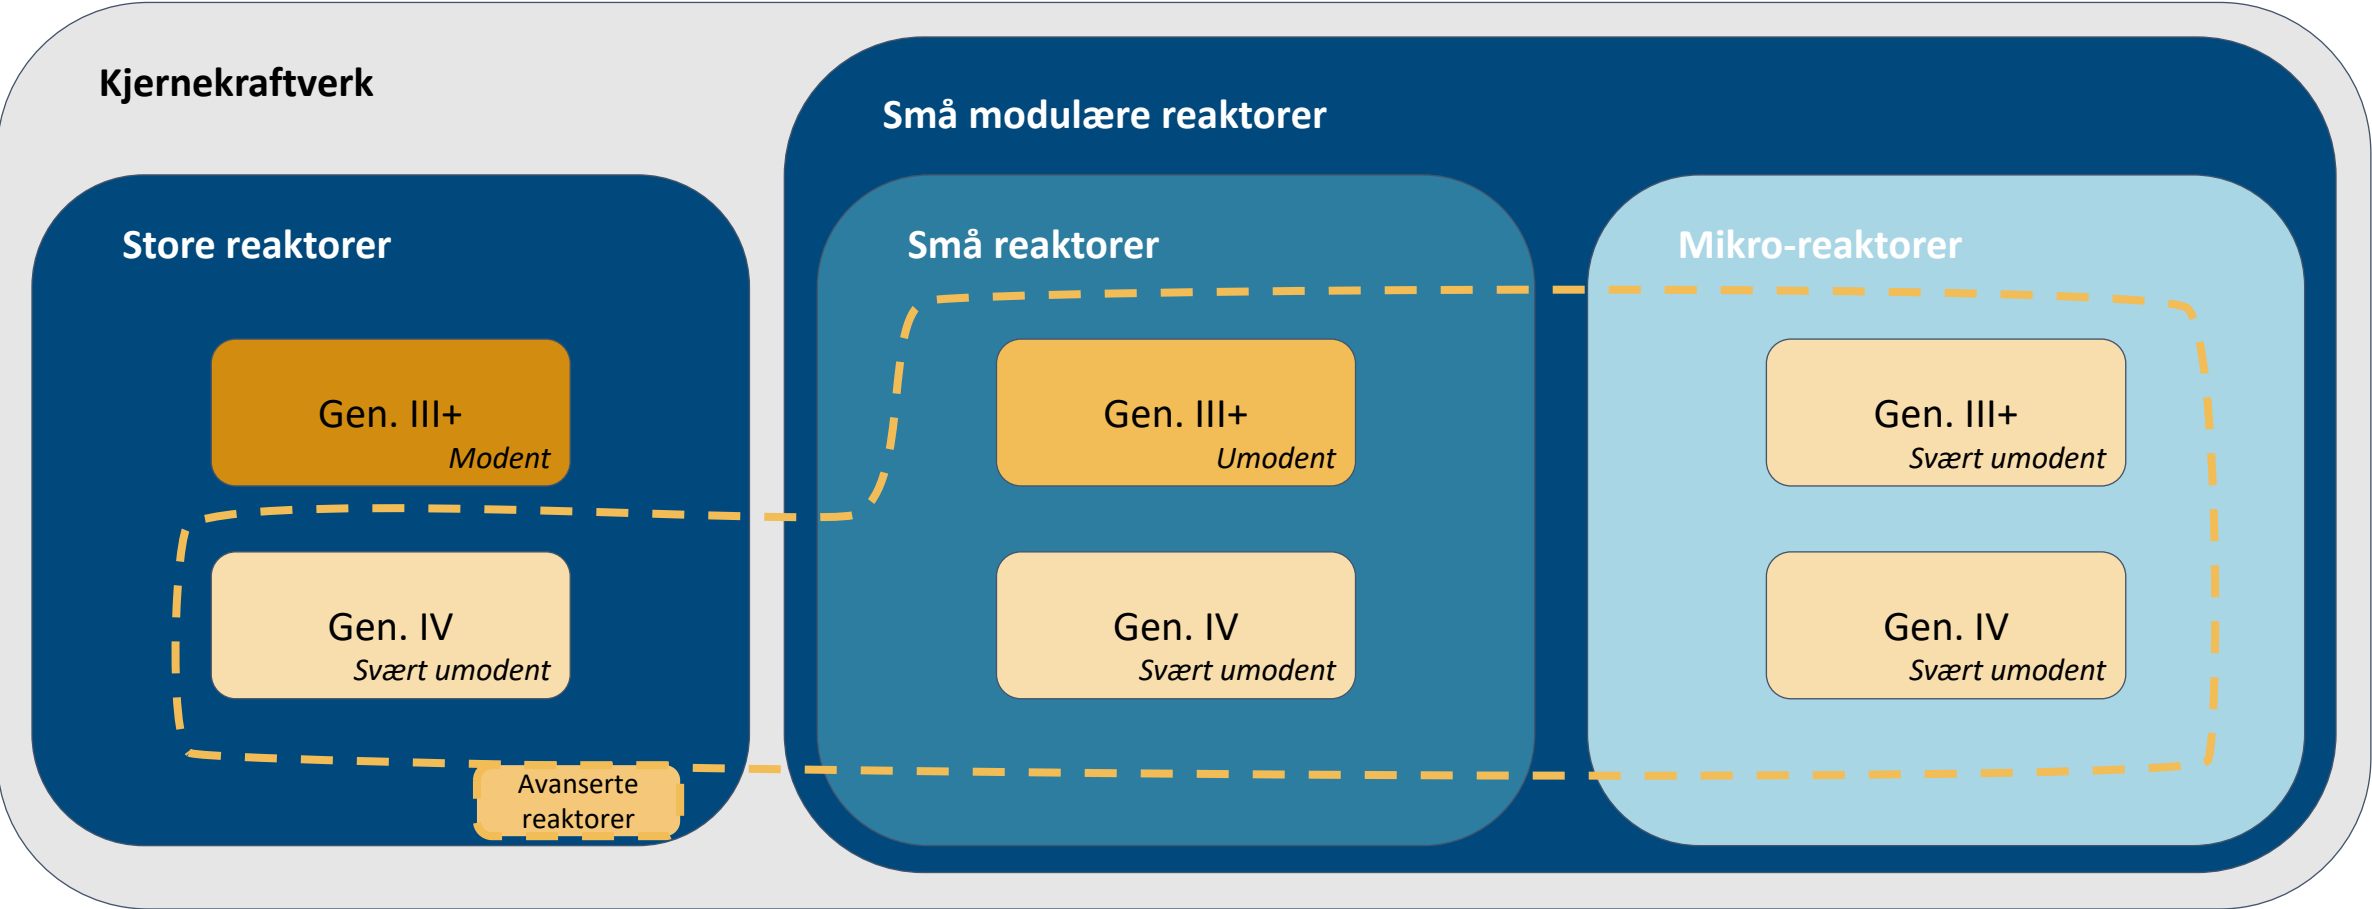 Kjernekraftverk
Store reaktorer
Gen. III+
Modent
Gen. IV
Svært umodent
Avanserte
reaktorer
Små modulære reaktorer
Små reaktorer
Gen. III+
Umodent
Gen. IV
Svært umodent
Mikro-reaktorer
Gen. III+
Svært umodent
Gen. IV
Svært umodent